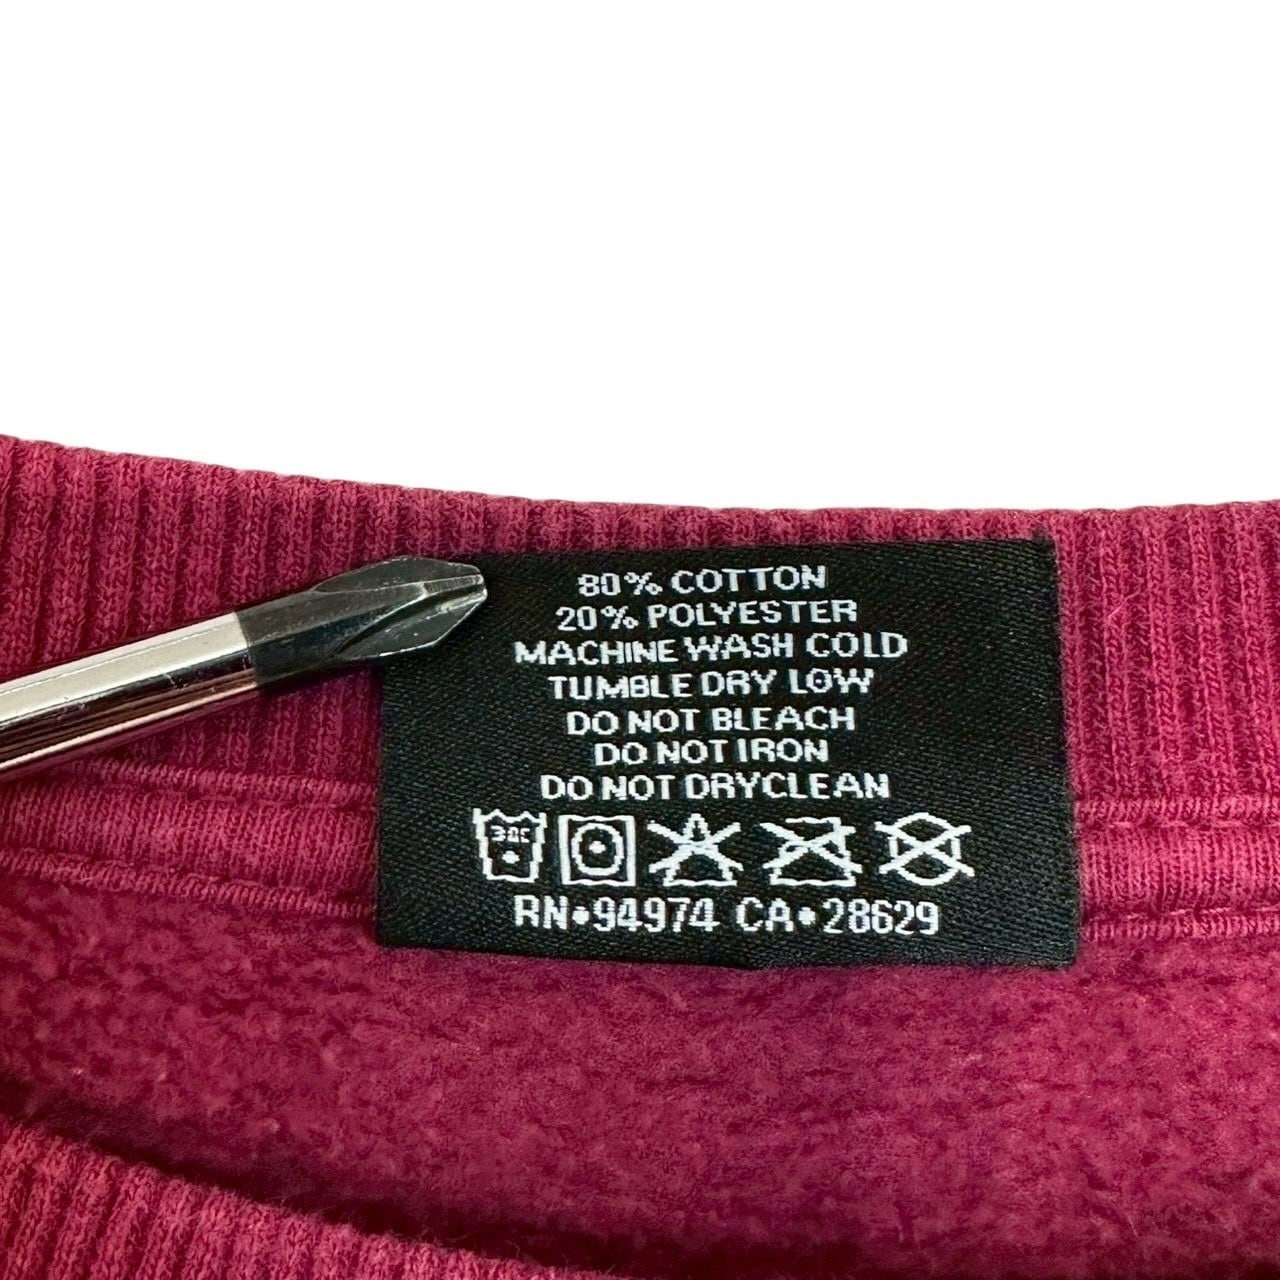 80% COTTON
20% POLYESTER
MACHINE WASH COLD
TUMBLE DRY LOW
DO NOT BLEACH
DO NOT IRON
DO NOT DRYCLEAN
30C
RN•94974 CA•28629